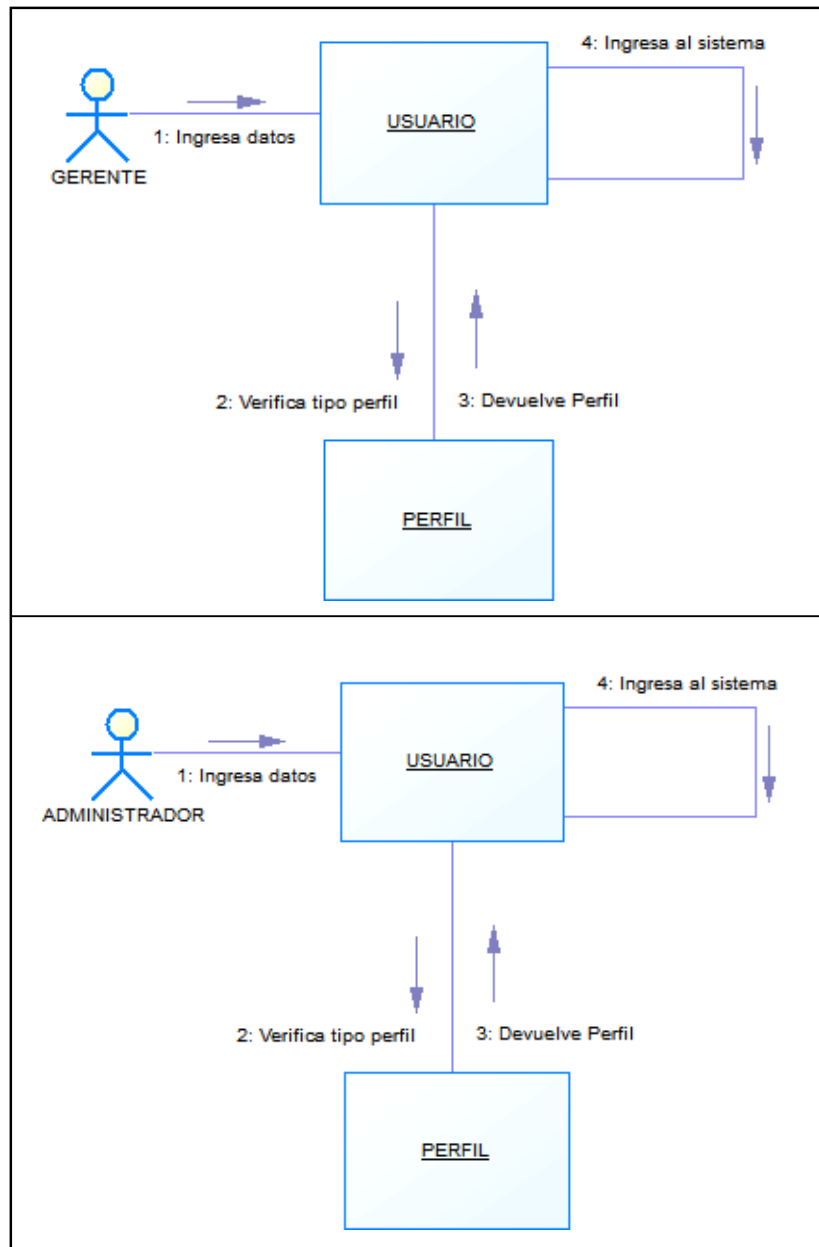 4: Ingresa al sistema
USUARIO
1: Ingresa datos
GERENTE
2: Verifica tipo perfil
3: Devuelve Perfil
PERFIL
4: Ingresa al sistema
USUARIO
1: Ingresa datos
ADMINISTRADOR
2: Verifica tipo perfil
3: Devuelve Perfil
PERFIL